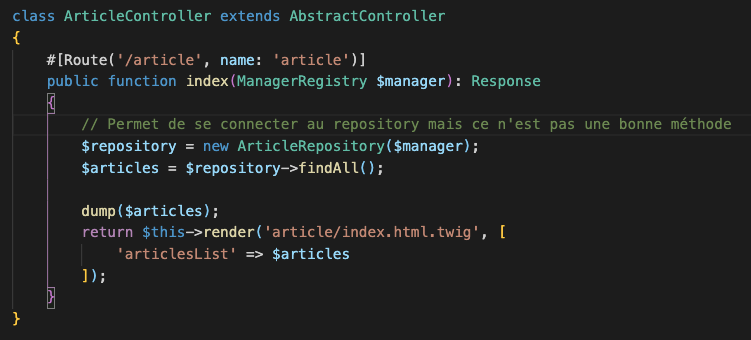 class ArticleController extends AbstractController
{
#[Route('/article', name: 'article')]
public function index(ManagerRegistry $manager): Response
{
// Permet de se connecter au repository mais ce n'est pas une bonne méthode
$repository = new ArticleRepository($manager);
$articles = $repository->findAll();
dump($articles);
return $this->render('article/index.html.twig', [
'articlesList' => $articles
]);
}
}